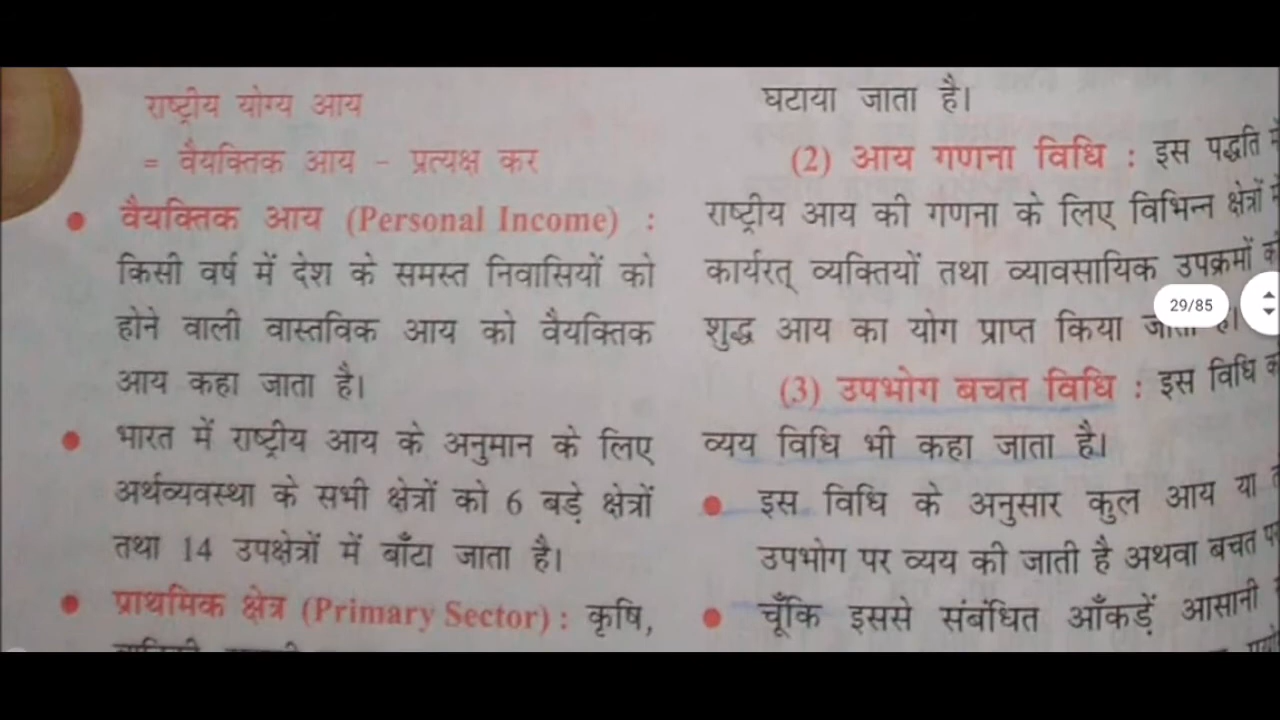 राष्ट्रीय योग्य आय
= वैयक्तिक आय – प्रत्यक्ष कर
• वैयक्तिक आय (Personal Income) :
किसी वर्ष में देश के समस्त निवासियों को
होने वाली वास्तविक आय को वैयक्तिक
आय कहा जाता है।
• भारत में राष्ट्रीय आय के अनुमान के लिए
अर्थव्यवस्था के सभी क्षेत्रों को 6 बड़े क्षेत्रों
तथा 14 उपक्षेत्रों में बाँटा जाता है।
• प्राथमिक क्षेत्र (Primary Sector) : कृषि,
घटाया जाता है।
(2) आय गणना विधि : इस पद्धति
राष्ट्रीय आय की गणना के लिए विभिन्न क्षेत्रों
कार्यरत् व्यक्तियों तथा व्यावसायिक उपक्रमों
शुद्ध आय का योग प्राप्त किया जाता है।
(3) उपभोग बचत विधि : इस विधि
व्यय विधि भी कहा जाता है।
• इस विधि के अनुसार कुल आय या
उपभोग पर व्यय की जाती है अथवा बचत
• चूँकि इससे संबंधित आँकड़ें आसानी
29/85